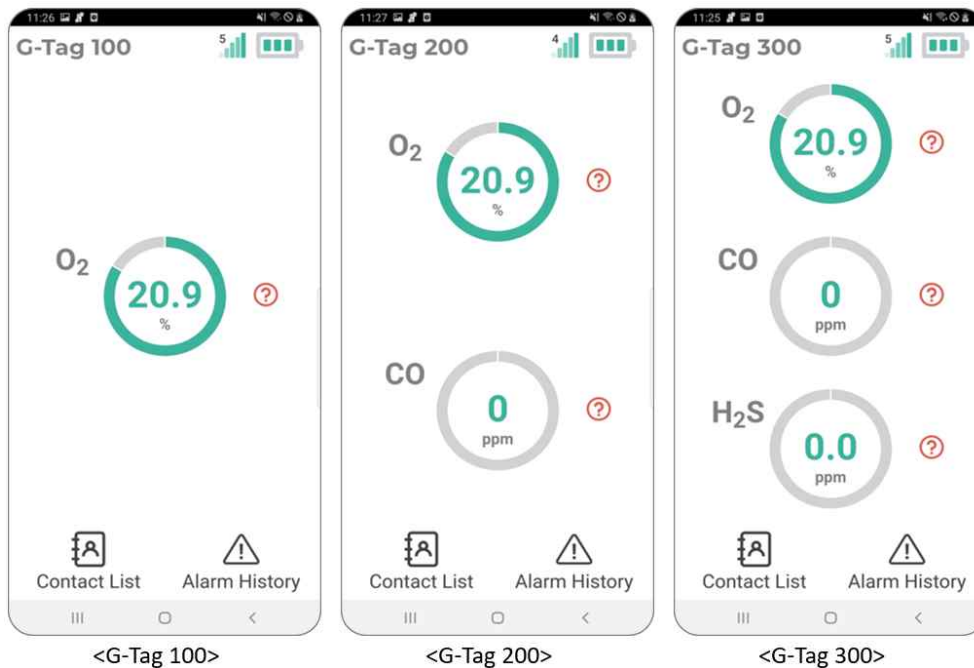 11:26
G-Tag 100
5
O2
20.9
%
?
Contact List
Alarm History
<G-Tag 100>
11:27
G-Tag 200
4
O2
20.9
%
?
CO
0
ppm
?
Contact List
Alarm History
<G-Tag 200>
11:25
G-Tag 300
5
O2
20.9
%
?
CO
0
ppm
?
H2S
0.0
ppm
?
Contact List
Alarm History
<G-Tag 300>